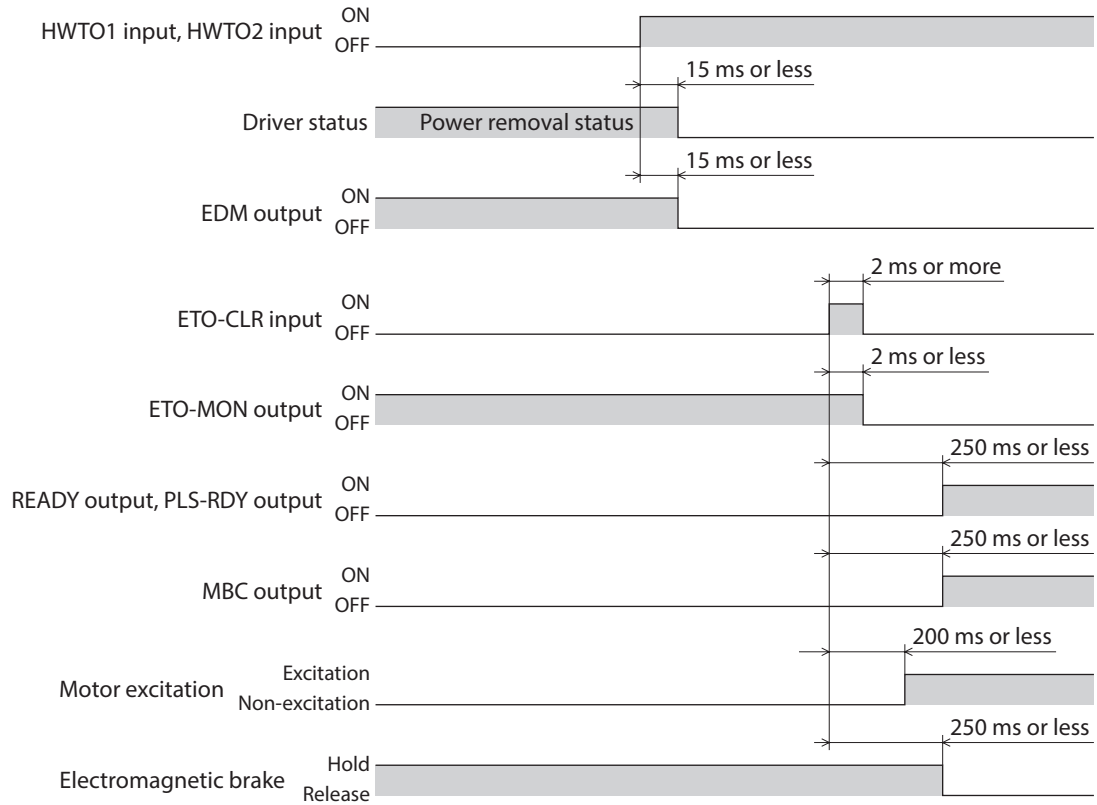 HWTO1 input, HWTO2 input
ON
OFF
15 ms or less
Driver status
Power removal status
15 ms or less
EDM output
ON
OFF
2 ms or more
ETO-CLR input
ON
OFF
2 ms or less
ETO-MON output
ON
OFF
250 ms or less
READY output, PLS-RDY output
ON
OFF
250 ms or less
MBC output
ON
OFF
200 ms or less
Motor excitation
Excitation
Non-excitation
250 ms or less
Electromagnetic brake
Hold
Release